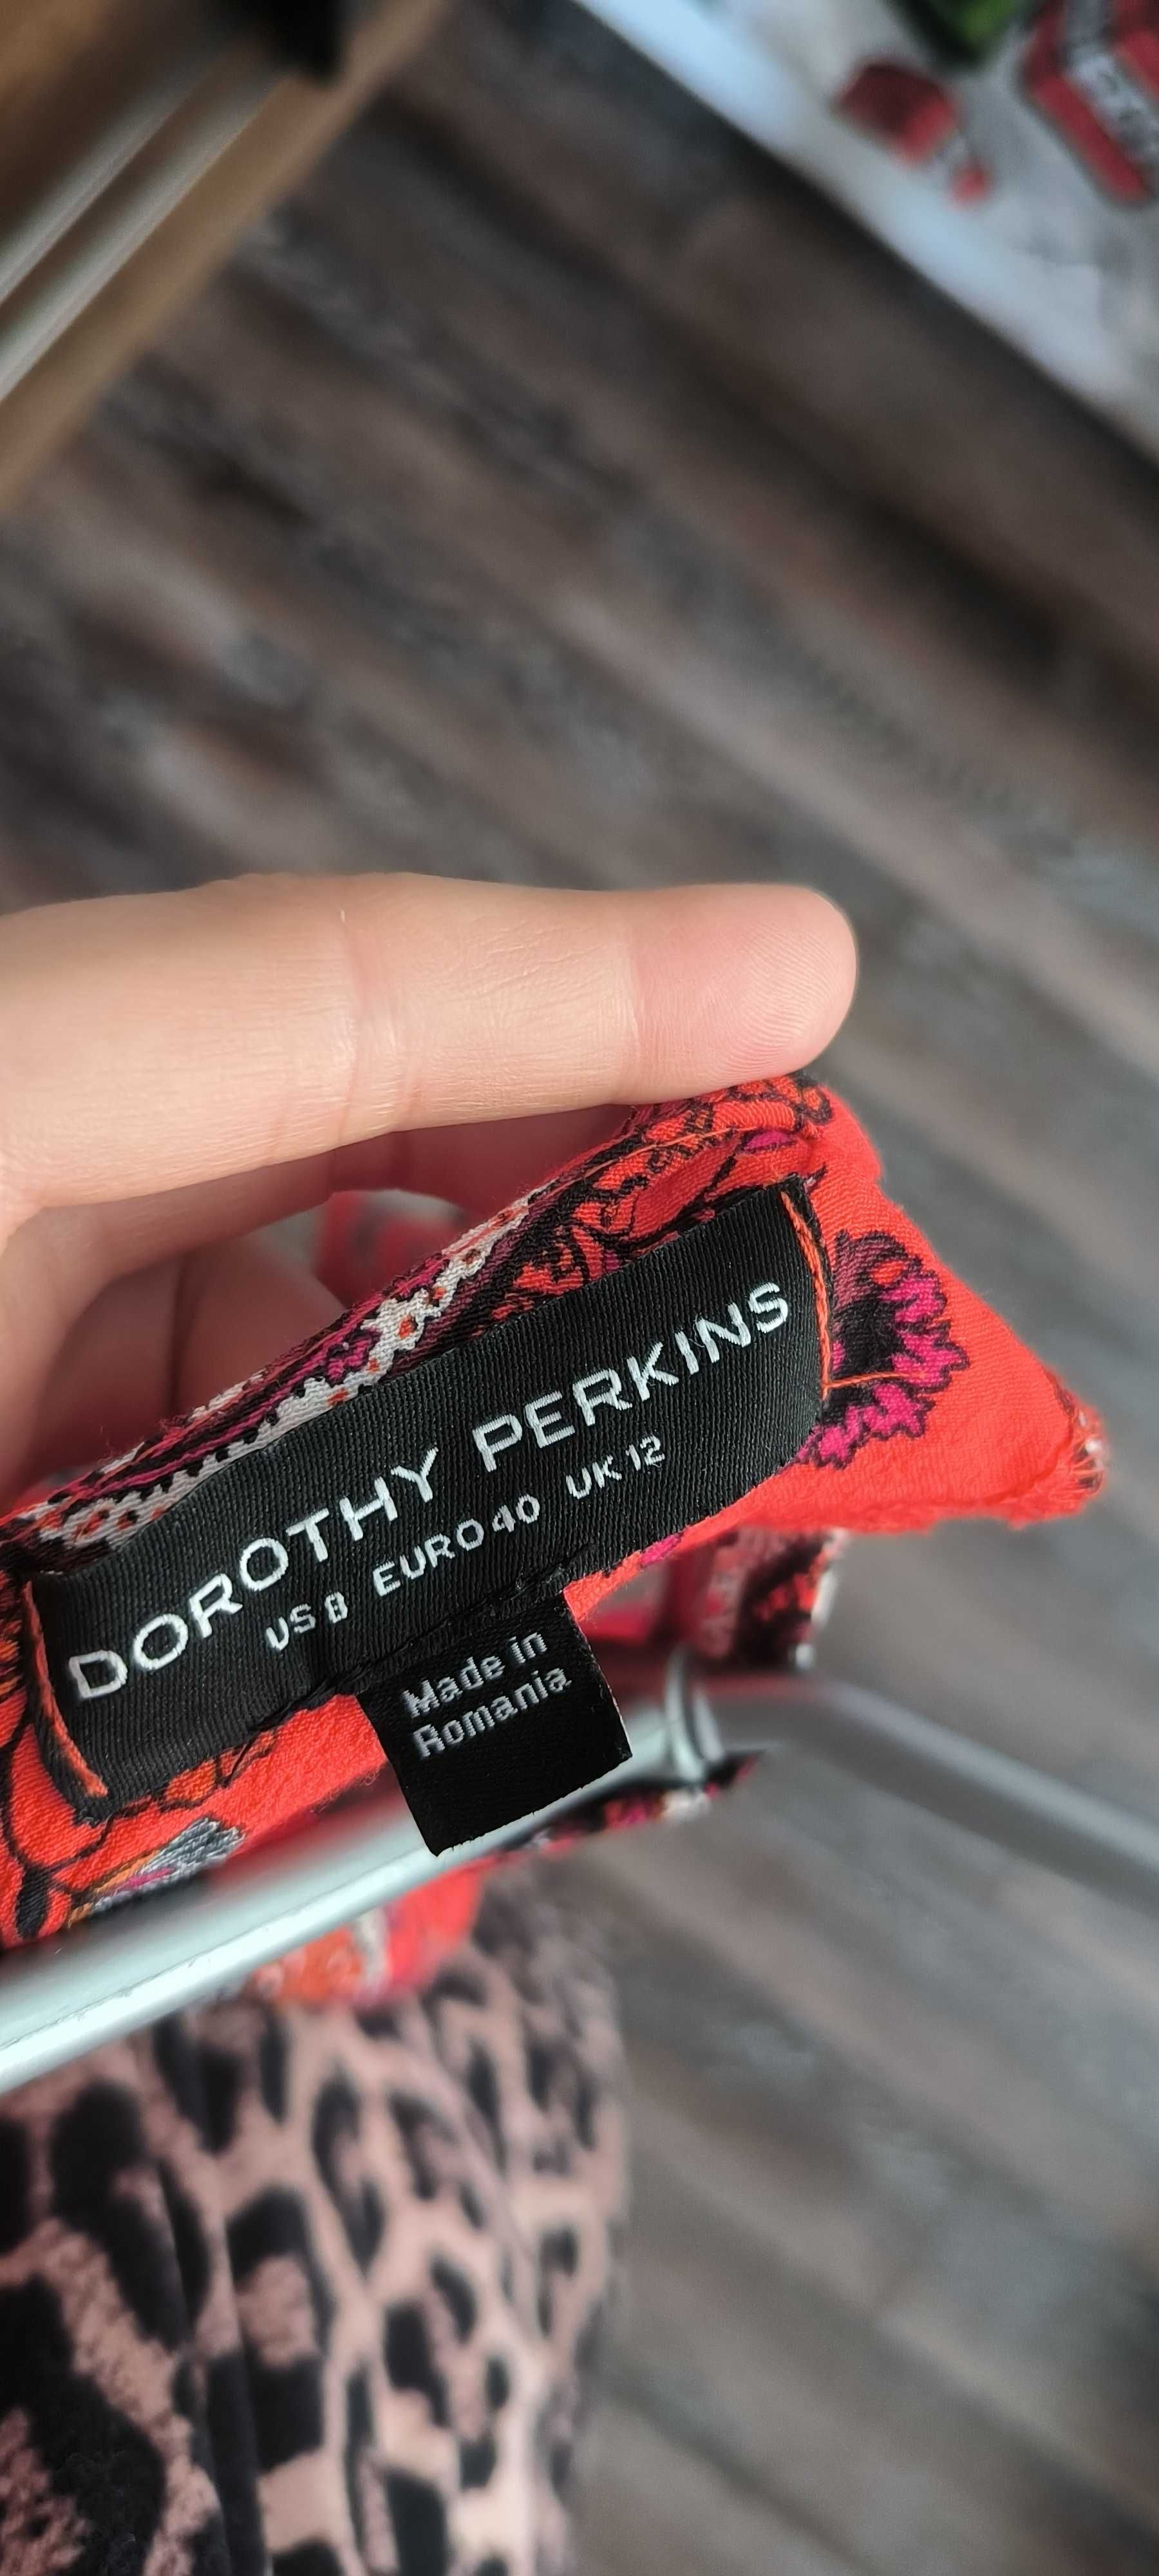 DOROTHY PERKINS
US 8 EURO 40 UK 12
Made in
Romania